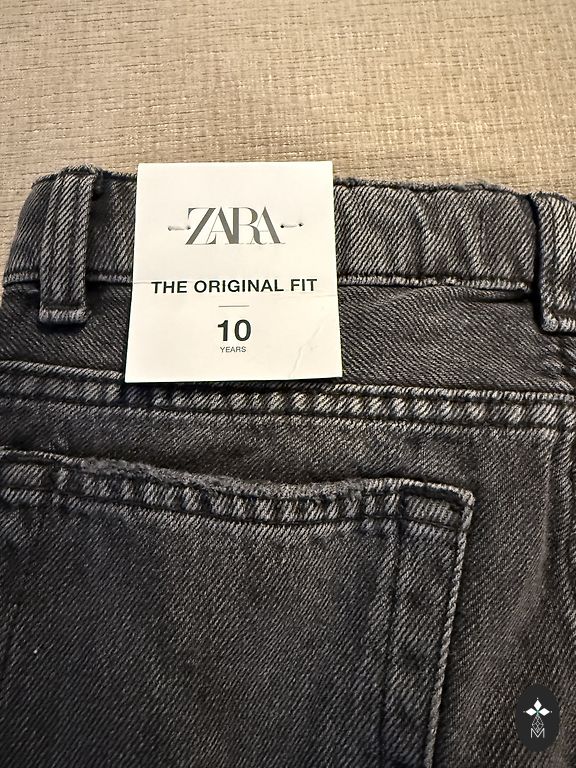 ZARA
THE ORIGINAL FIT
10
YEARS
M